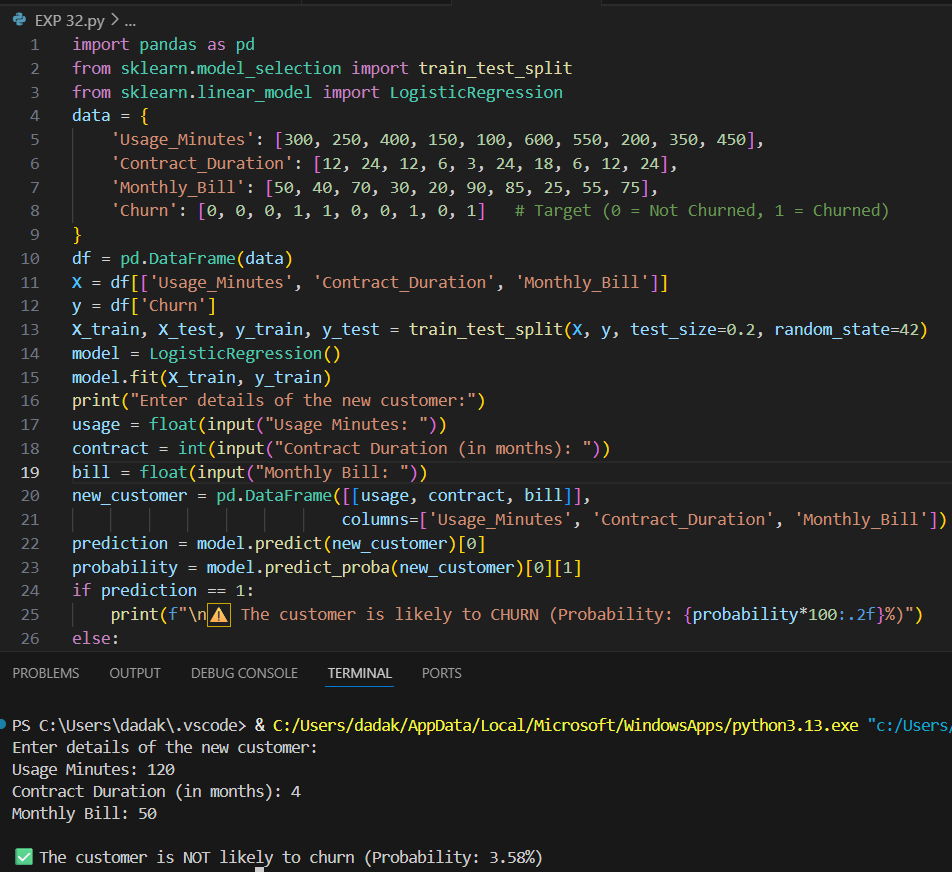 EXP 32.py > ...
1 import pandas as pd
2 from sklearn.model_selection import train_test_split
3 from sklearn.linear_model import LogisticRegression
4 data = {
5     'Usage_Minutes': [300, 250, 400, 150, 100, 600, 550, 200, 350, 450],
6     'Contract_Duration': [12, 24, 12, 6, 3, 24, 18, 6, 12, 24],
7     'Monthly_Bill': [50, 40, 70, 30, 20, 90, 85, 25, 55, 75],
8     'Churn': [0, 0, 0, 1, 1, 0, 0, 1, 0, 1]   # Target (0 = Not Churned, 1 = Churned)
9 }
10 df = pd.DataFrame(data)
11 X = df[['Usage_Minutes', 'Contract_Duration', 'Monthly_Bill']]
12 y = df['Churn']
13 X_train, X_test, y_train, y_test = train_test_split(X, y, test_size=0.2, random_state=42)
14 model = LogisticRegression()
15 model.fit(X_train, y_train)
16 print("Enter details of the new customer:")
17 usage = float(input("Usage Minutes: "))
18 contract = int(input("Contract Duration (in months): "))
19 bill = float(input("Monthly Bill: "))
20 new_customer = pd.DataFrame([[usage, contract, bill]],
21                             columns=['Usage_Minutes', 'Contract_Duration', 'Monthly_Bill'])
22 prediction = model.predict(new_customer)[0]
23 probability = model.predict_proba(new_customer)[0][1]
24 if prediction == 1:
25     print(f"\n⚠ The customer is likely to CHURN (Probability: {probability*100:.2f}%)")
26 else:
PROBLEMS OUTPUT DEBUG CONSOLE TERMINAL PORTS
PS C:\Users\dadak\.vscode> & C:/Users/dadak/AppData/Local/Microsoft/WindowsApps/python3.13.exe "c:/Users/
Enter details of the new customer:
Usage Minutes: 120
Contract Duration (in months): 4
Monthly Bill: 50
✅ The customer is NOT likely to churn (Probability: 3.58%)